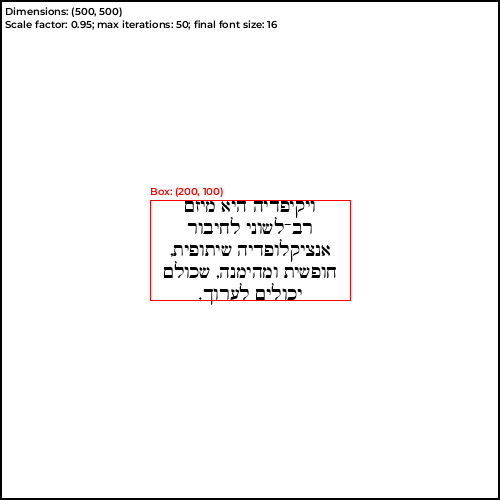 Dimensions: (500, 500)
Scale factor: 0.95; max iterations: 50; final font size: 16
Box: (200, 100)
ויקיפדיה היא מיזם
רב־לשוני לחיבור
אנציקלופדיה שיתופית,
חופשית ומהימנה, שכולם
יכולים לערוך.